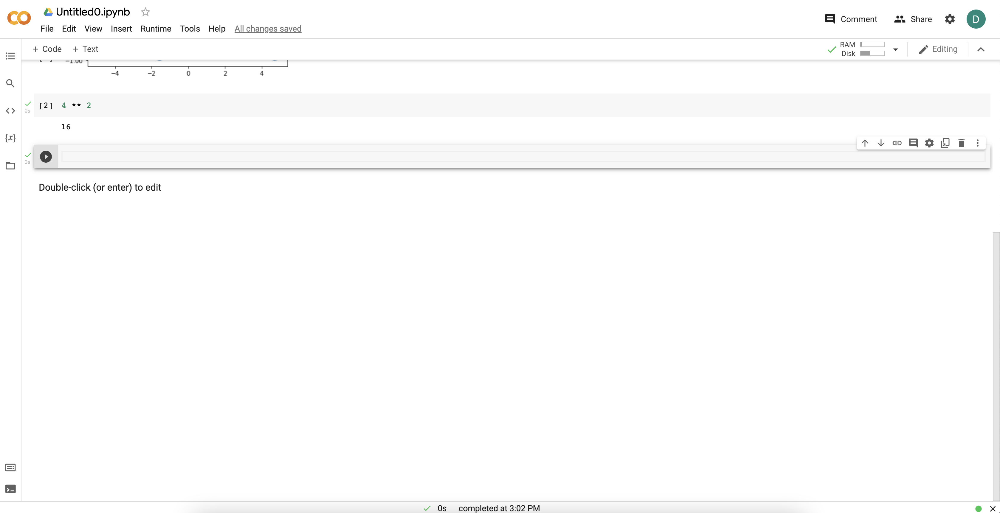 Untitled0.ipynb
File Edit View Insert Runtime Tools Help All changes saved
Comment Share D
+ Code + Text
RAM
Disk
Editing
-1.00
-4 -2 0 2 4
[2] 4 ** 2
0s
16
{x}
0s
Double-click (or enter) to edit
0s completed at 3:02 PM